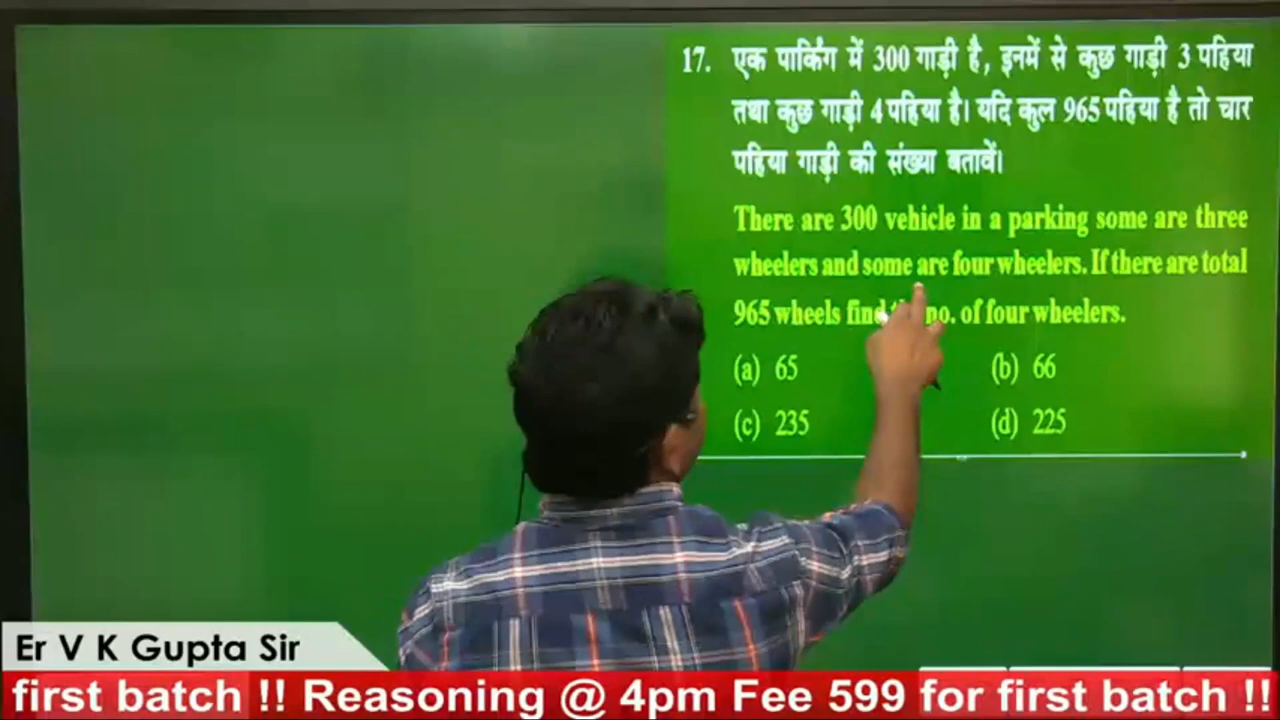 17. एक पार्किंग में 300 गाड़ी है, इनमें से कुछ गाड़ी 3 पहिया
तथा कुछ गाड़ी 4 पहिया है। यदि कुल 965 पहिया है तो चार
पहिया गाड़ी की संख्या बतावें।
There are 300 vehicle in a parking some are three
wheelers and some are four wheelers. If there are total
965 wheels find no. of four wheelers.
(a) 65 (b) 66
(c) 235 (d) 225
Er V K Gupta Sir
first batch !! Reasoning @ 4pm Fee 599 for first batch !!